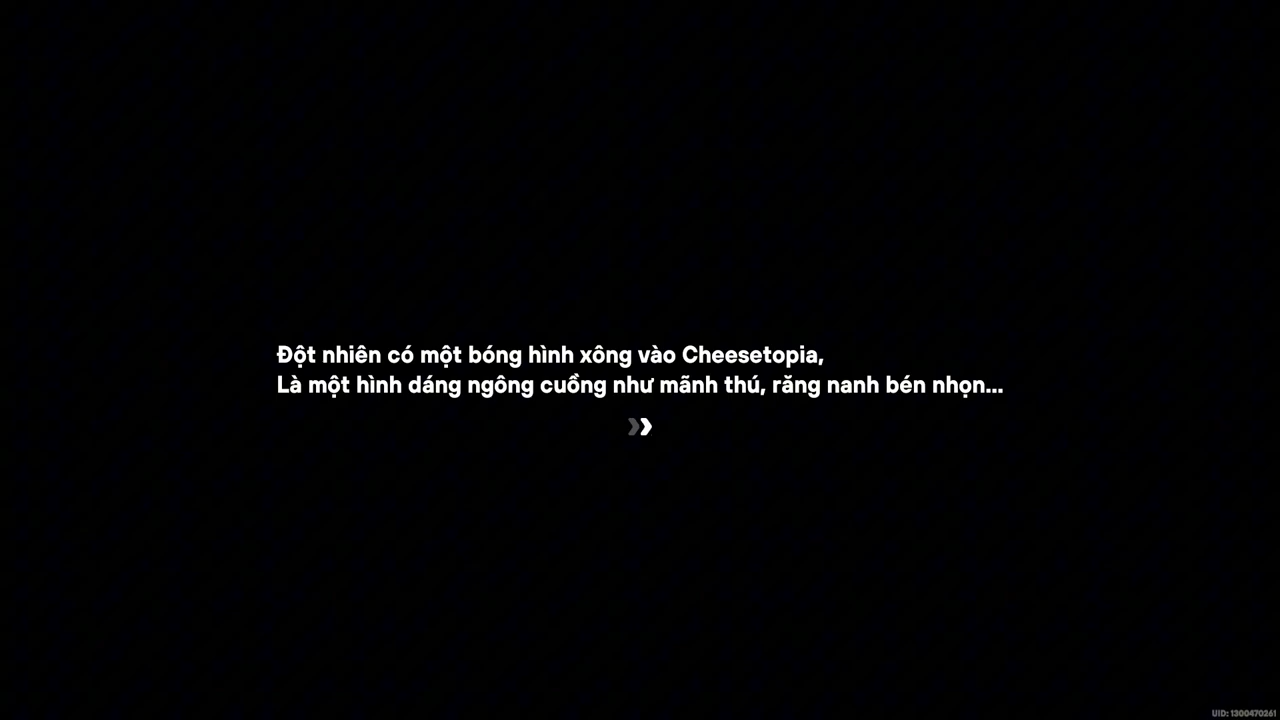 Đột nhiên có một bóng hình xông vào Cheesetopia,
Là một hình dáng ngông cuồng như mãnh thú, răng nanh bén nhọn...
UID: 1300470261